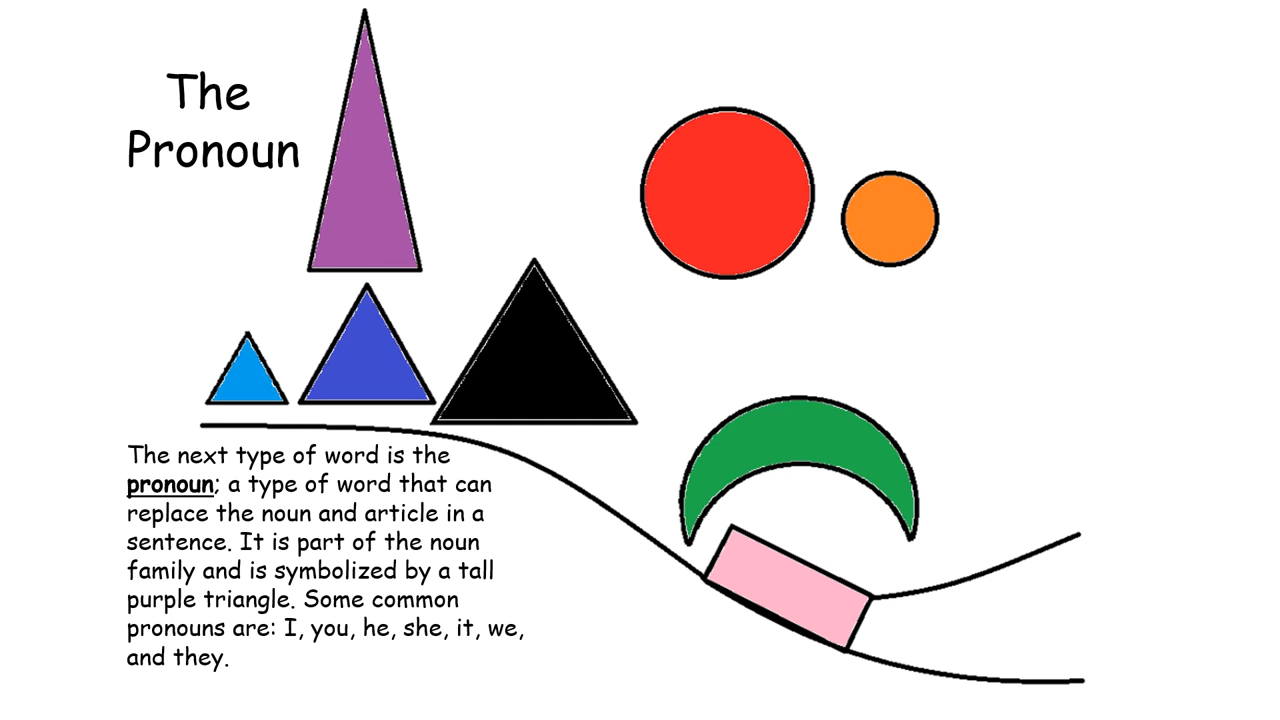 The
Pronoun
The next type of word is the
pronoun; a type of word that can
replace the noun and article in a
sentence. It is part of the noun
family and is symbolized by a tall
purple triangle. Some common
pronouns are: I, you, he, she, it, we,
and they.